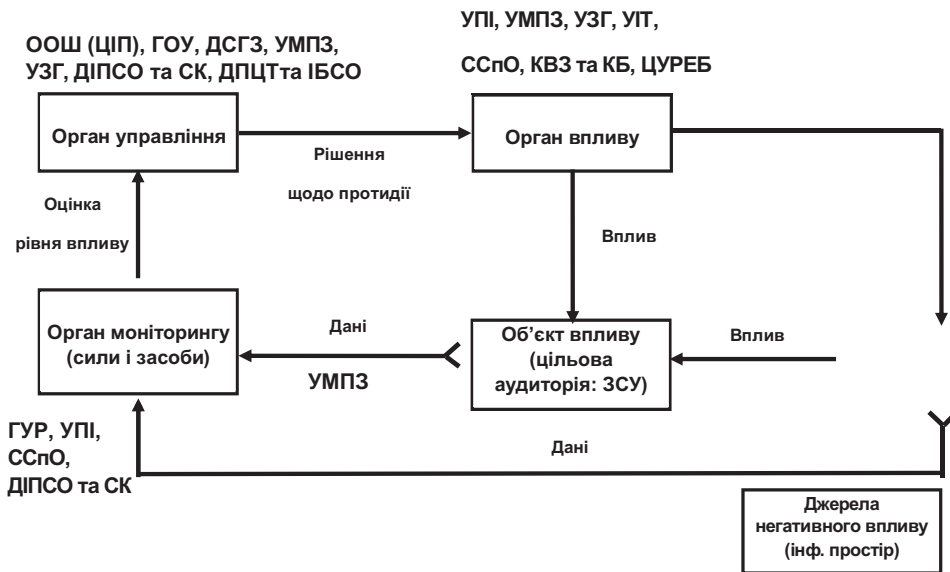 УПІ, УМПЗ, УЗГ, УІТ,
ССпО, КВЗ та КБ, ЦУРЕБ
ООШ (ЦІП), ГОУ, ДСГЗ, УМПЗ,
УЗГ, ДІПСО та СК, ДПЦТта ІБСО
Орган управління
Рішення
щодо протидії
Орган впливу
Оцінка
рівня впливу
Вплив
Орган моніторингу
(сили і засоби)
Дані
УМПЗ
Об’єкт впливу
(цільова
аудиторія: ЗСУ)
Вплив
ГУР, УПІ,
ССпО,
ДІПСО та СК
Дані
Джерела
негативного впливу
(інф. простір)